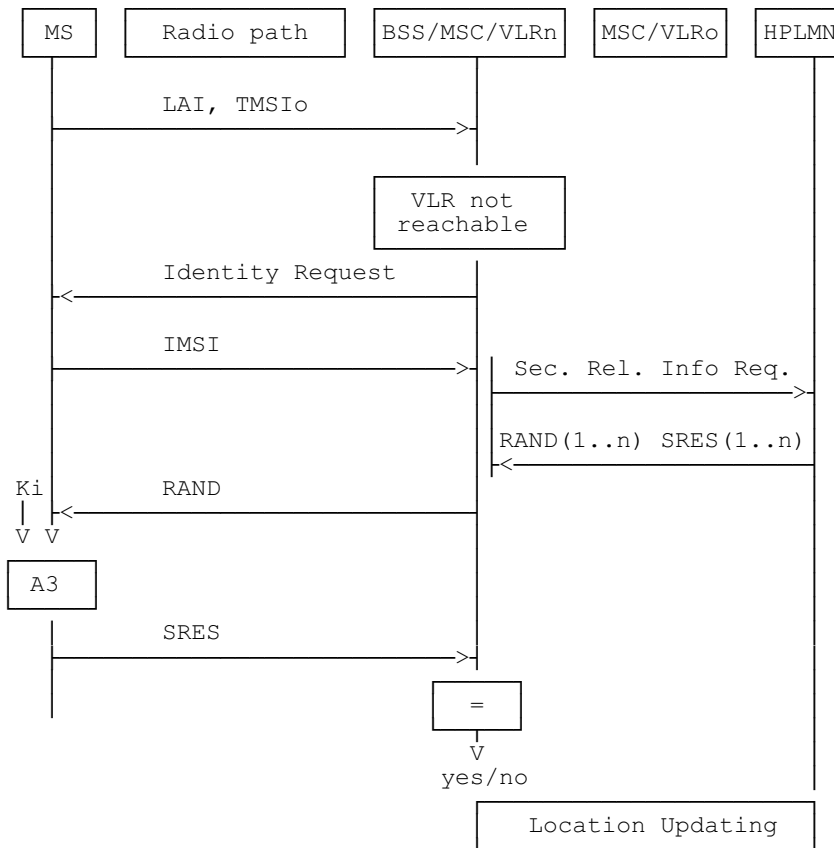 MS Radio path BSS/MSC/VLRn MSC/VLRo HPLMN
LAI, TMSIo
VLR not
reachable
Identity Request
IMSI
Sec. Rel. Info Req.
RAND(1..n) SRES(1..n)
Ki RAND
V V
A3
SRES
=
V
yes/no
Location Updating